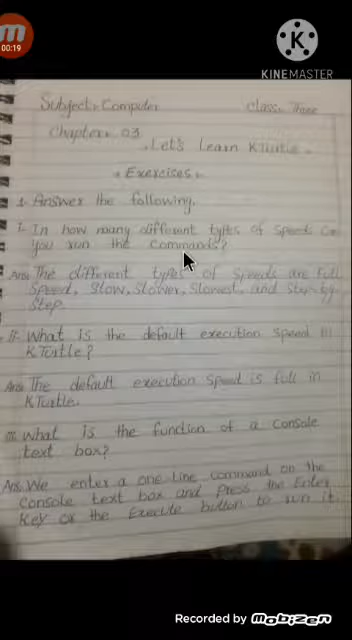 00:19
K
KINEMASTER
Subject:- Computer
Class:- Three
Chapter:- 03
Let's Learn KTurtle.
Exercises:-
1. Answer the following.
I. In how many different types of speeds can
you run the commands?
Ans: The different types of speeds are full
speed, slow, slower, slowest, and step-by-
step.
II. What is the default execution speed in
KTurtle?
Ans: The default execution speed is full in
KTurtle.
III. What is the function of a console
text box?
Ans. We enter a one line command on the
console text box and press the Enter
key or the Execute button to run it.
Recorded by mobizen